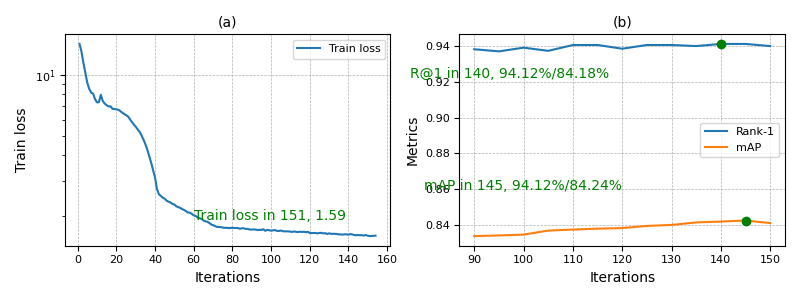 (a)
Train loss
10¹
Train loss
Train loss in 151, 1.59
0 20 40 60 80 100 120 140 160
Iterations
(b)
0.94
0.92
0.90
0.88
0.86
0.84
Metrics
R@1 in 140, 94.12%/84.18%
Rank-1
mAP
mAP in 145, 94.12%/84.24%
90 100 110 120 130 140 150
Iterations